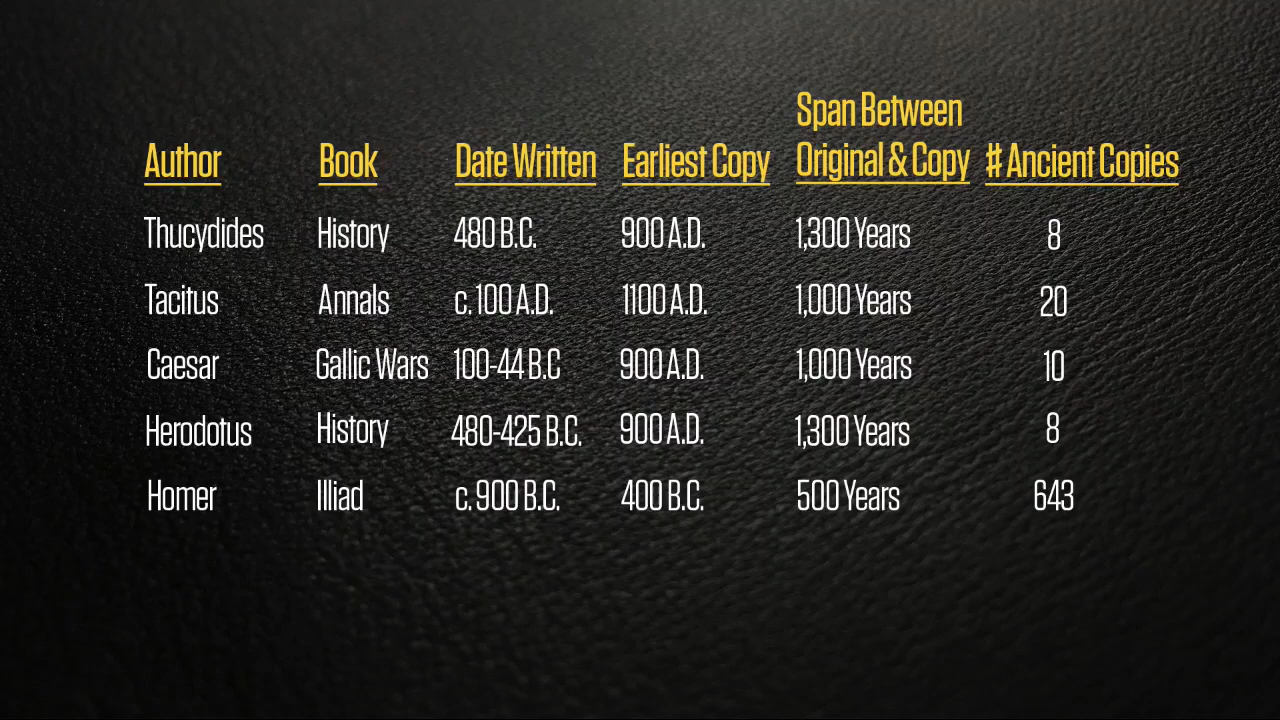 Span Between
Author Book Date Written Earliest Copy Original & Copy # Ancient Copies
Thucydides History 480 B.C. 900 A.D. 1,300 Years 8
Tacitus Annals c. 100 A.D. 1100 A.D. 1,000 Years 20
Caesar Gallic Wars 100-44 B.C 900 A.D. 1,000 Years 10
Herodotus History 480-425 B.C. 900 A.D. 1,300 Years 8
Homer Illiad c. 900 B.C. 400 B.C. 500 Years 643